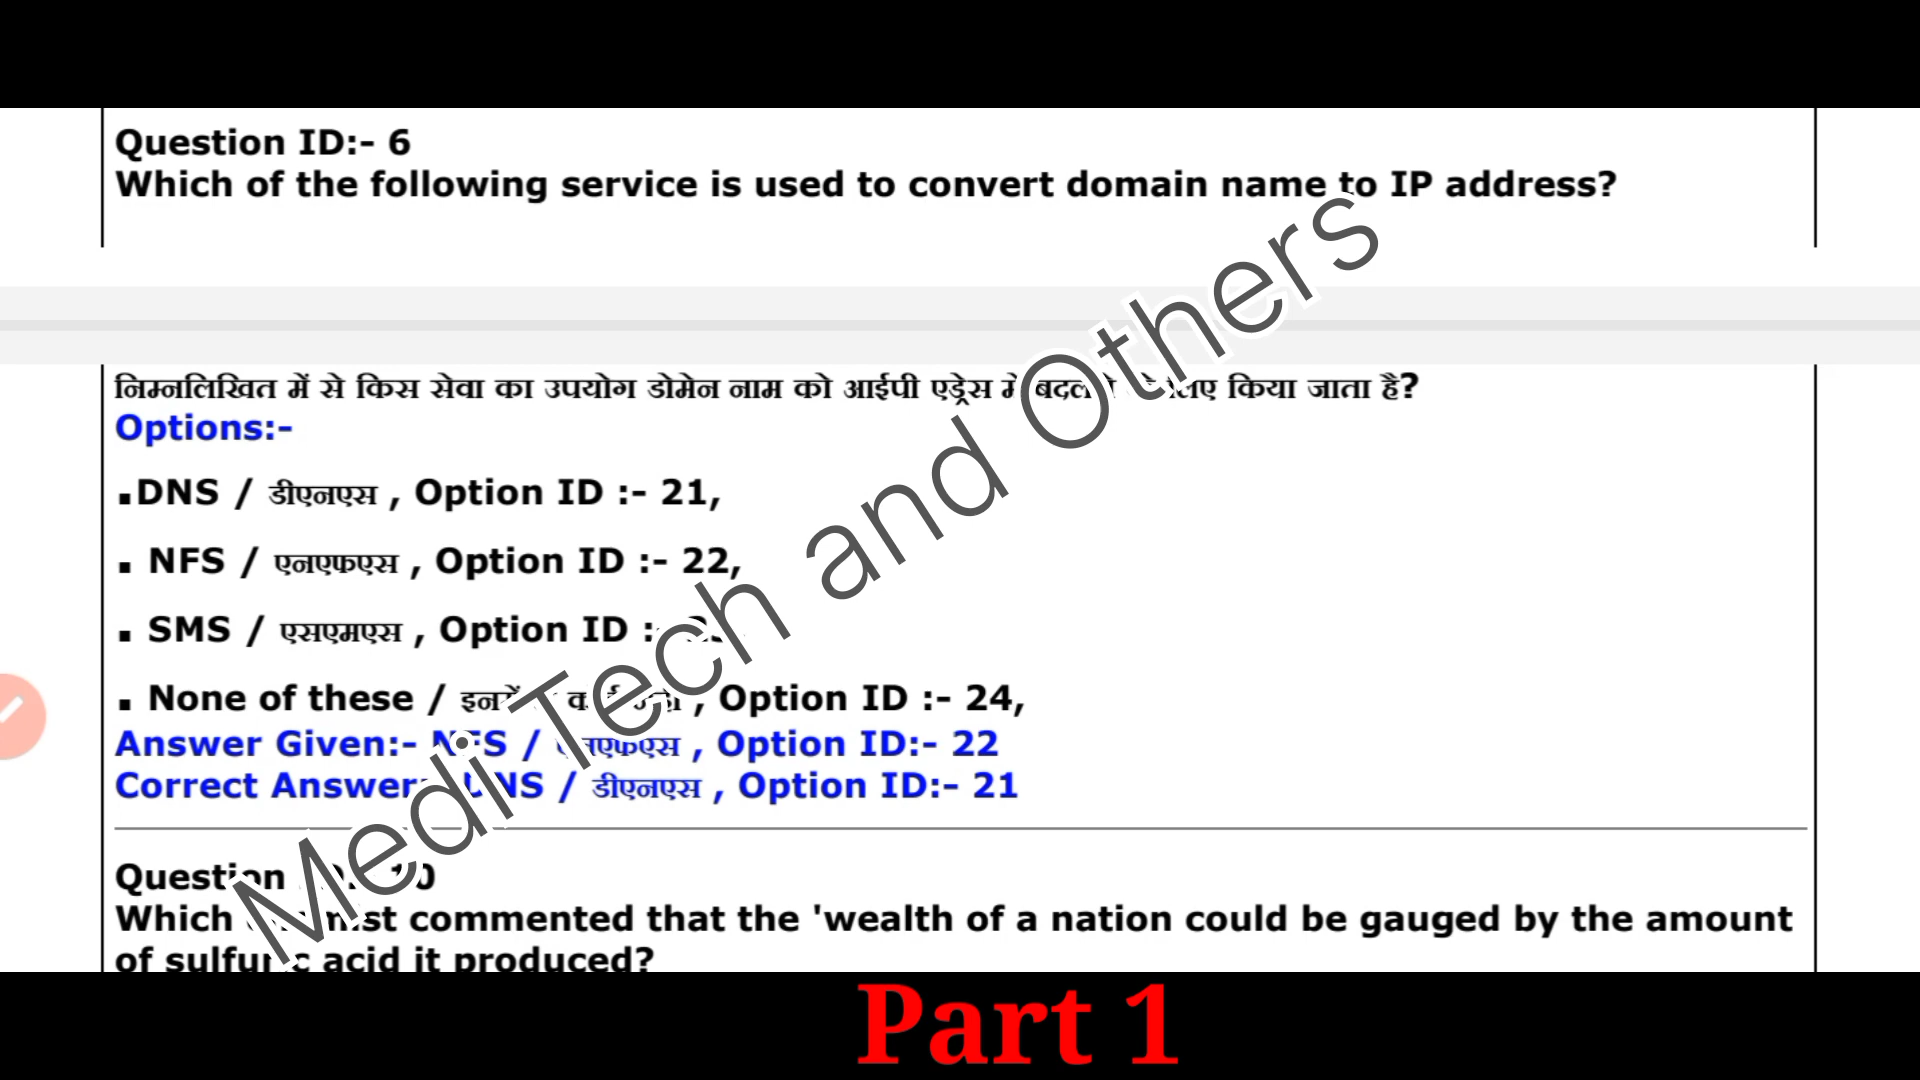 Question ID:- 6
Which of the following service is used to convert domain name to IP address?
निम्नलिखित में से किस सेवा का उपयोग डोमेन नाम को आईपी एड्रेस किया जाता है?
Options:-
▪DNS / डीएनएस , Option ID :- 21,
▪ NFS / एनएफएस , Option ID :- 22,
▪ SMS / एसएमएस , Option ID
▪ None of these / , Option ID :- 24,
Answer Given:- NFS / एनएफएस , Option ID:- 22
Correct Answer:- DNS / डीएनएस , Option ID:- 21
Question
Which commented that the 'wealth of a nation could be gauged by the amount
of sulfuric acid it produced?
Medi Tech and Others
Part 1